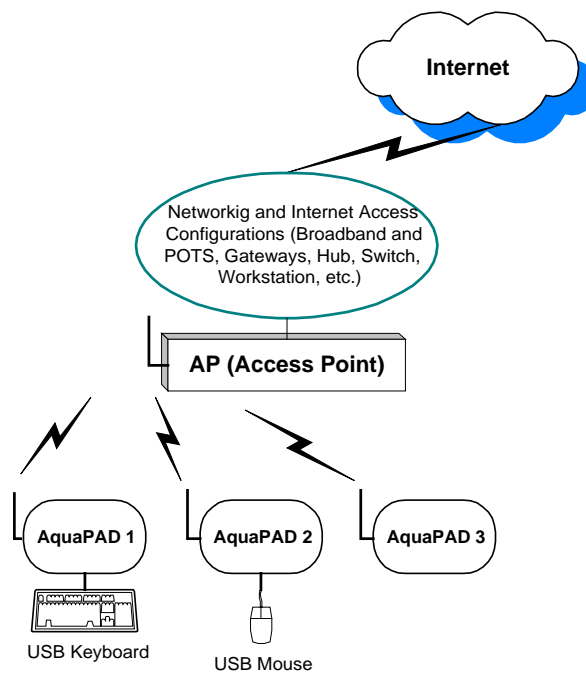 Internet
Networkig and Internet Access
Configurations (Broadband and
POTS, Gateways, Hub, Switch,
Workstation, etc.)
AP (Access Point)
AquaPAD 1
AquaPAD 2
AquaPAD 3
USB Keyboard
USB Mouse